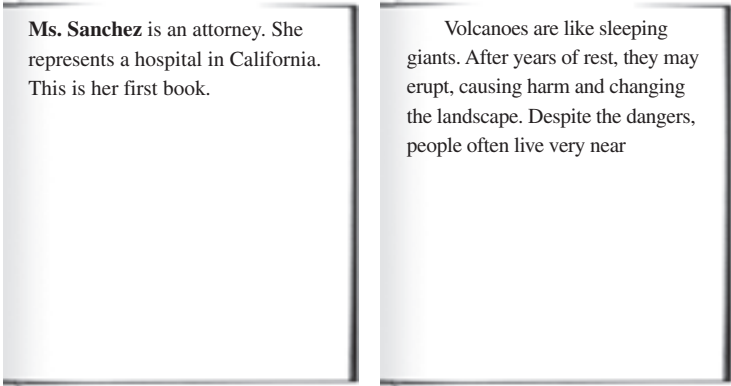 Ms. Sanchez is an attorney. She
represents a hospital in California.
This is her first book.
Volcanoes are like sleeping
giants. After years of rest, they may
erupt, causing harm and changing
the landscape. Despite the dangers,
people often live very near